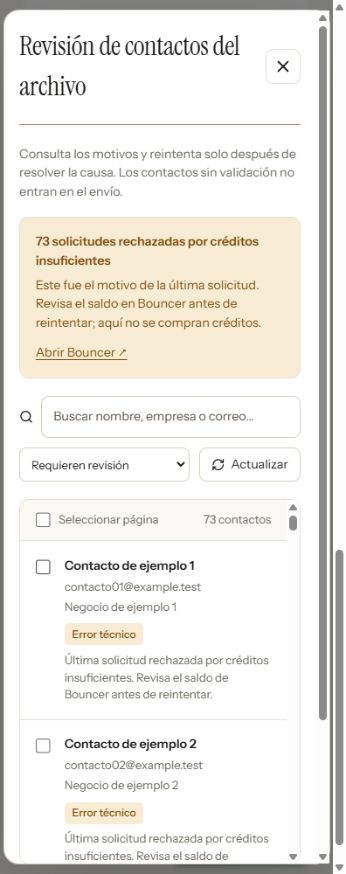 Revisión de contactos del
archivo
Consulta los motivos y reintenta solo después de
resolver la causa. Los contactos sin validación no
entran en el envío.
73 solicitudes rechazadas por créditos
insuficientes
Este fue el motivo de la última solicitud.
Revisa el saldo en Bouncer antes de
reintentar; aquí no se compran créditos.
Abrir Bouncer ↗
Buscar nombre, empresa o correo...
Requieren revisión
Actualizar
Seleccionar página
73 contactos
Contacto de ejemplo 1
contacto01@example.test
Negocio de ejemplo 1
Error técnico
Última solicitud rechazada por créditos
insuficientes. Revisa el saldo de
Bouncer antes de reintentar.
Contacto de ejemplo 2
contacto02@example.test
Negocio de ejemplo 2
Error técnico
Última solicitud rechazada por créditos
insuficientes. Revisa el saldo de